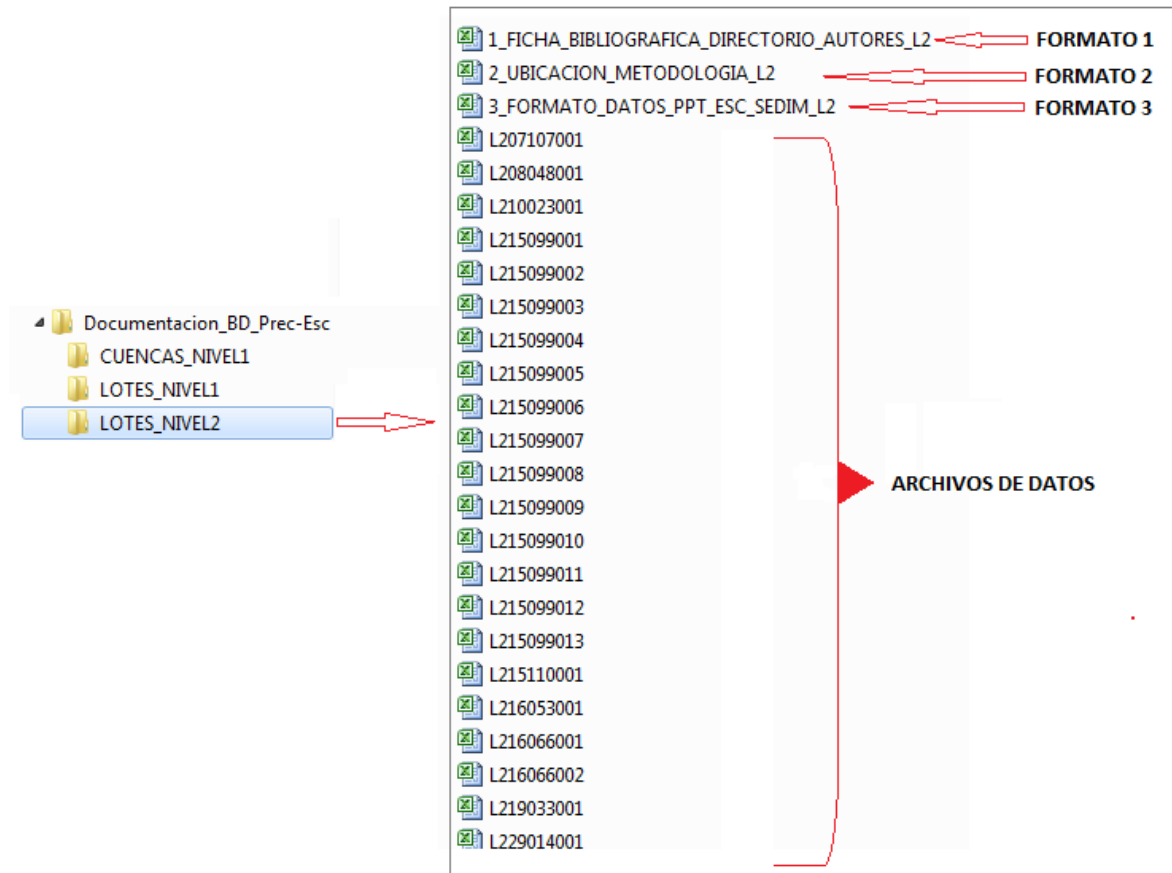 1_FICHA_BIBLIOGRAFICA_DIRECTORIO_AUTORES_L2 FORMATO 1
2_UBICACION_METODOLOGIA_L2 FORMATO 2
3_FORMATO_DATOS_PPT_ESC_SEDIM_L2 FORMATO 3
L207107001
L208048001
L210023001
L215099001
L215099002
L215099003
L215099004
L215099005
L215099006
L215099007
L215099008
L215099009
L215099010
L215099011
L215099012
L215099013
L215110001
L216053001
L216066001
L216066002
L219033001
L229014001
Documentacion_BD_Prec-Esc
CUENCAS_NIVEL1
LOTES_NIVEL1
LOTES_NIVEL2
ARCHIVOS DE DATOS